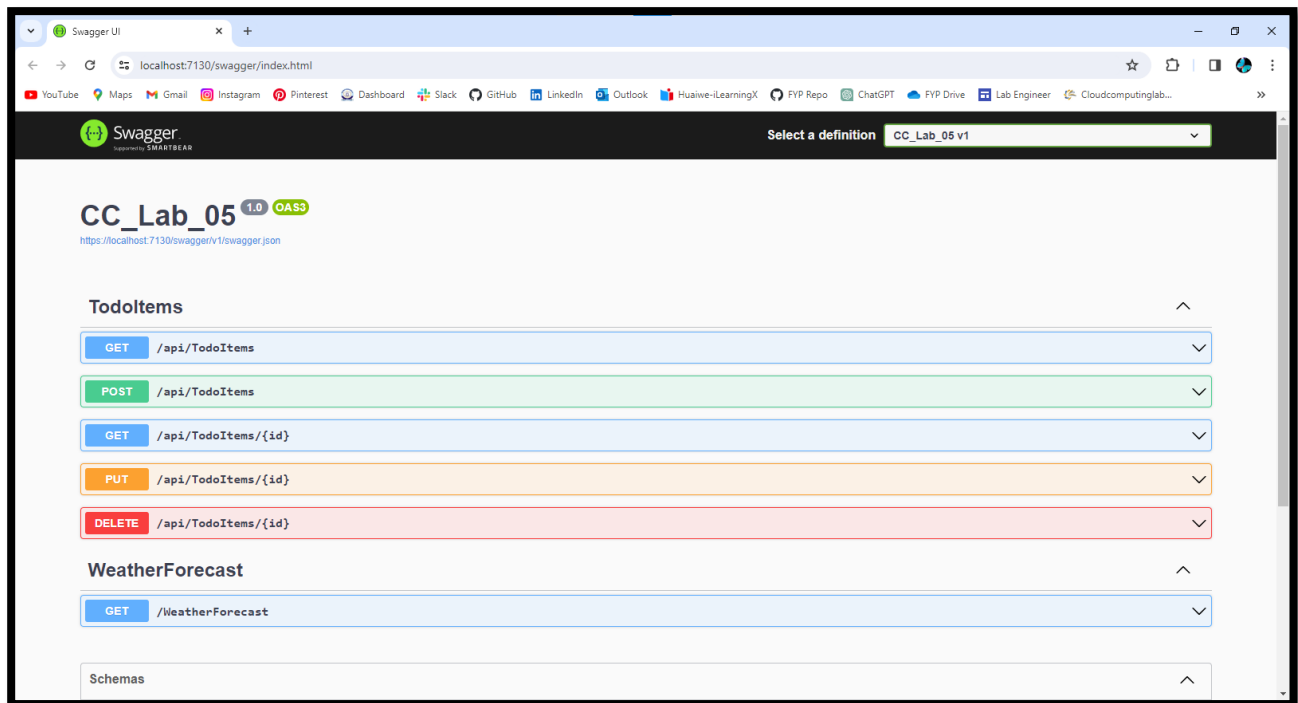 Swagger UI
localhost:7130/swagger/index.html
YouTube Maps Gmail Instagram Pinterest Dashboard Slack GitHub LinkedIn Outlook Huaiwe-iLearningX FYP Repo ChatGPT FYP Drive Lab Engineer Cloudcomputinglab...
Swagger.
Supported by SMARTBEAR
Select a definition CC_Lab_05 v1
CC_Lab_05 1.0 OAS3
https://localhost:7130/swagger/v1/swagger.json
TodoItems
GET /api/TodoItems
POST /api/TodoItems
GET /api/TodoItems/{id}
PUT /api/TodoItems/{id}
DELETE /api/TodoItems/{id}
WeatherForecast
GET /WeatherForecast
Schemas